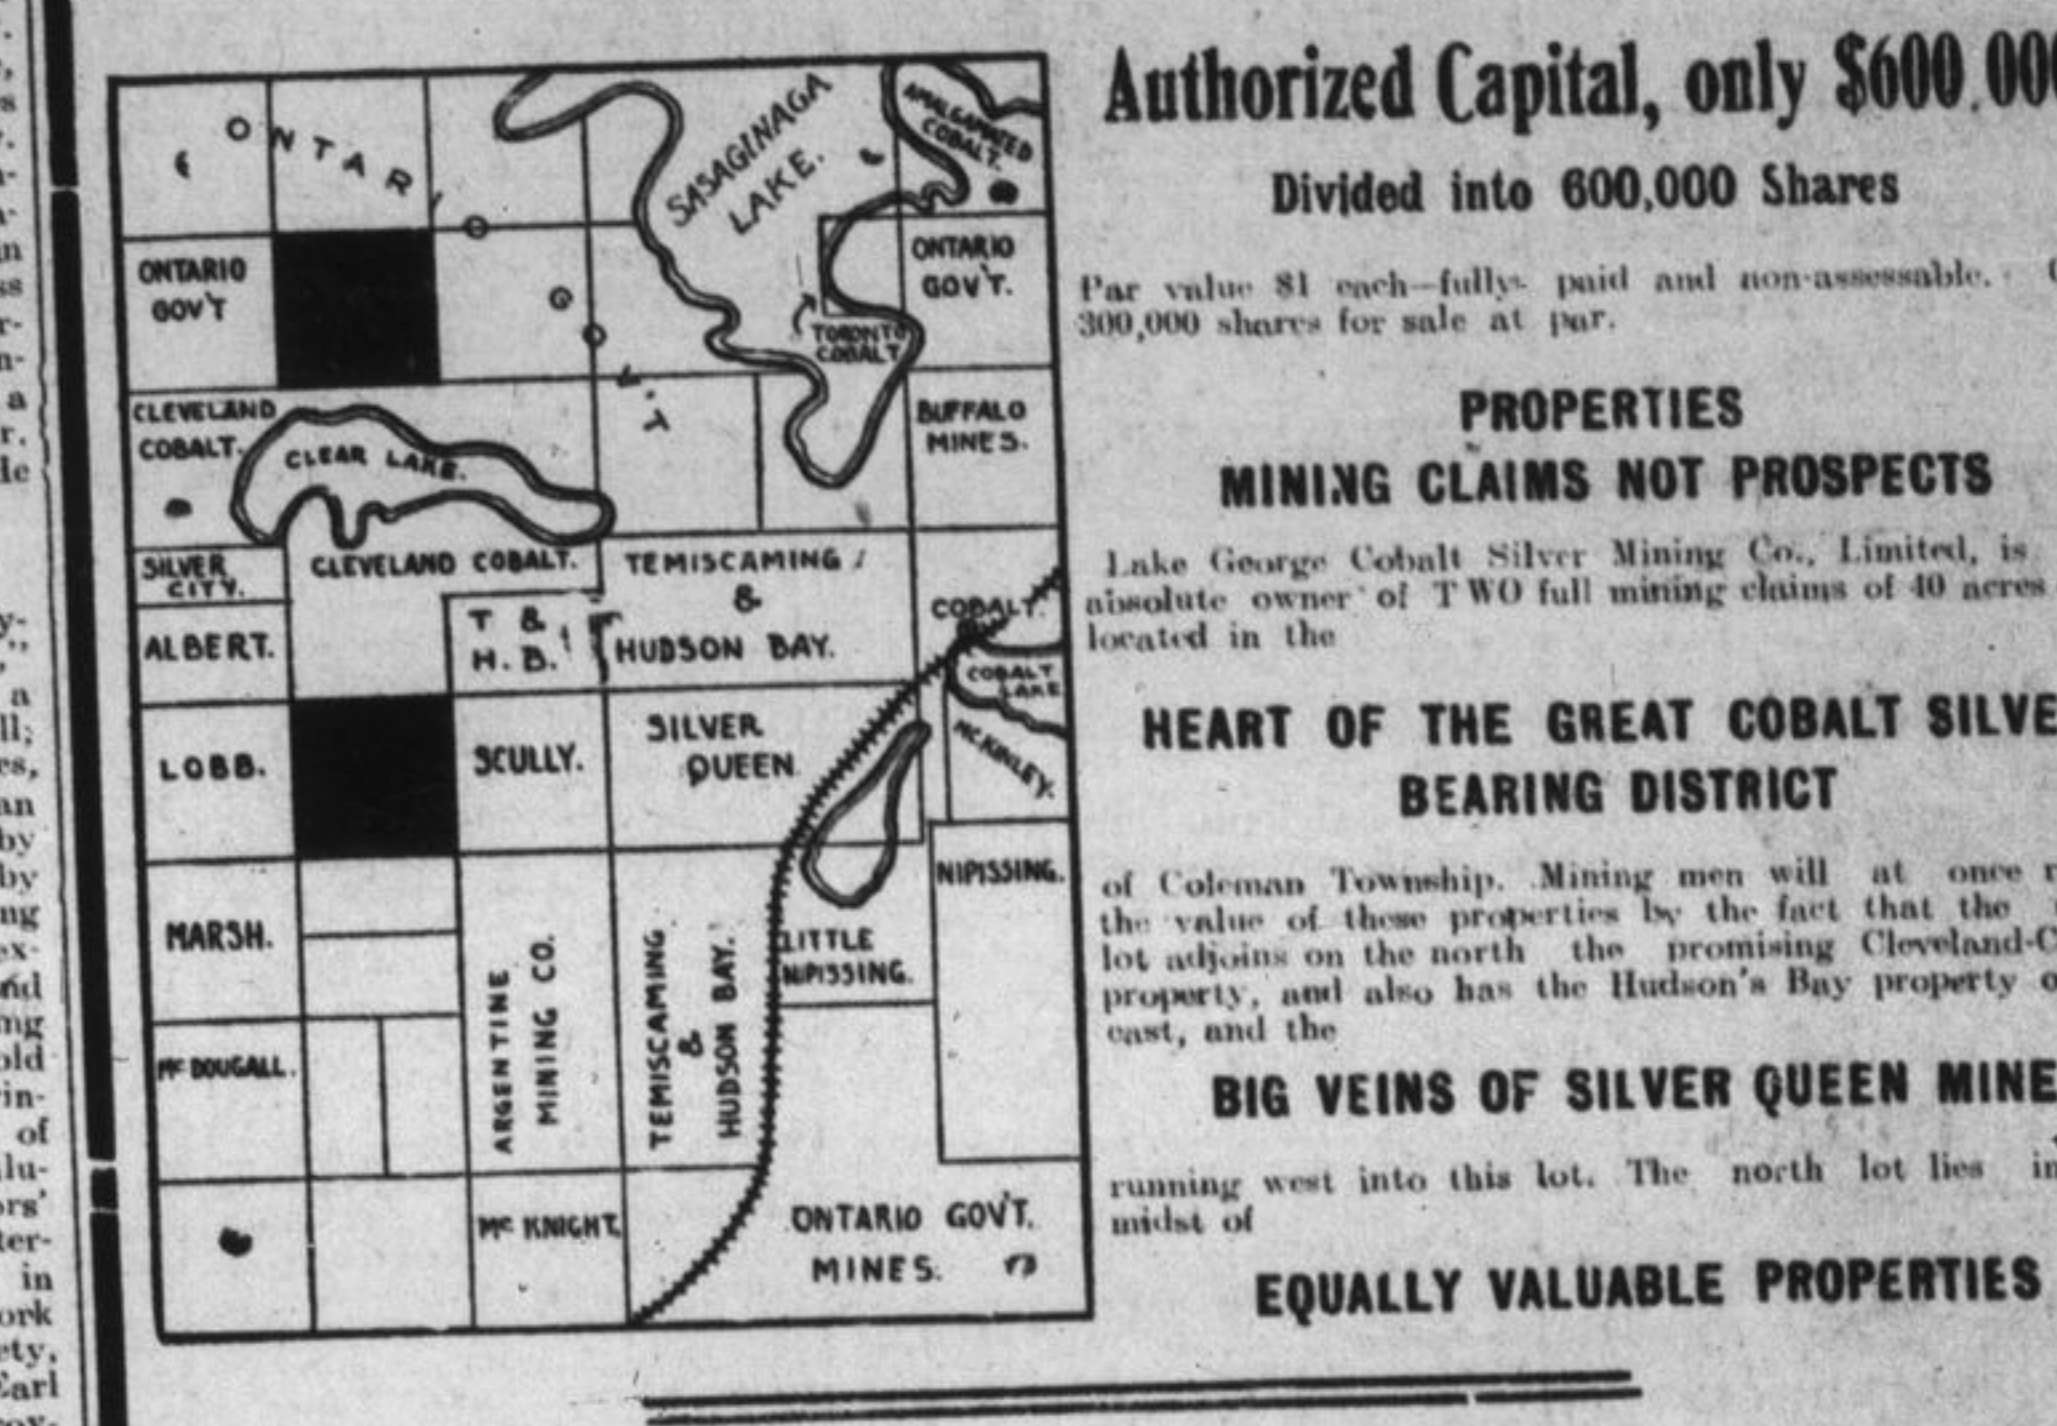 ONTARIO
GOV'T
SASAGINAGA
LAKE.
AMALGAMATED
COBALT.
ONTARIO
GOV'T
ONTARIO
GOV'T.
TORONTO
COBALT
CLEVELAND
COBALT.
CLEAR LAKE.
BUFFALO
MINES.
SILVER
CITY.
CLEVELAND COBALT.
TEMISCAMING
&
HUDSON BAY.
ALBERT.
T &
H. B.
COBALT.
COBALT
LAKE
LOBB.
SCULLY.
SILVER
QUEEN
MCKINLEY.
NIPISSING.
MARSH.
LITTLE
NIPISSING.
McDOUGALL.
ARGENTINE
MINING CO.
TEMISCAMING
&
HUDSON BAY.
McKNIGHT.
ONTARIO GOV'T.
MINES.
Authorized Capital, only $600.000
Divided into 600,000 Shares
Par value $1 each—fully paid and non-assessable.
300,000 shares for sale at par.
PROPERTIES
MINING CLAIMS NOT PROSPECTS
Lake George Cobalt Silver Mining Co., Limited, is
absolute owner of TWO full mining claims of 40 acres
located in the
HEART OF THE GREAT COBALT SILVE
BEARING DISTRICT
of Coleman Township. Mining men will at once
the value of these properties by the fact that the
lot adjoins on the north the promising Cleveland-C
property, and also has the Hudson's Bay property o
east, and the
BIG VEINS OF SILVER QUEEN MINE
running west into this lot. The north lot lies in
midst of
EQUALLY VALUABLE PROPERTIES